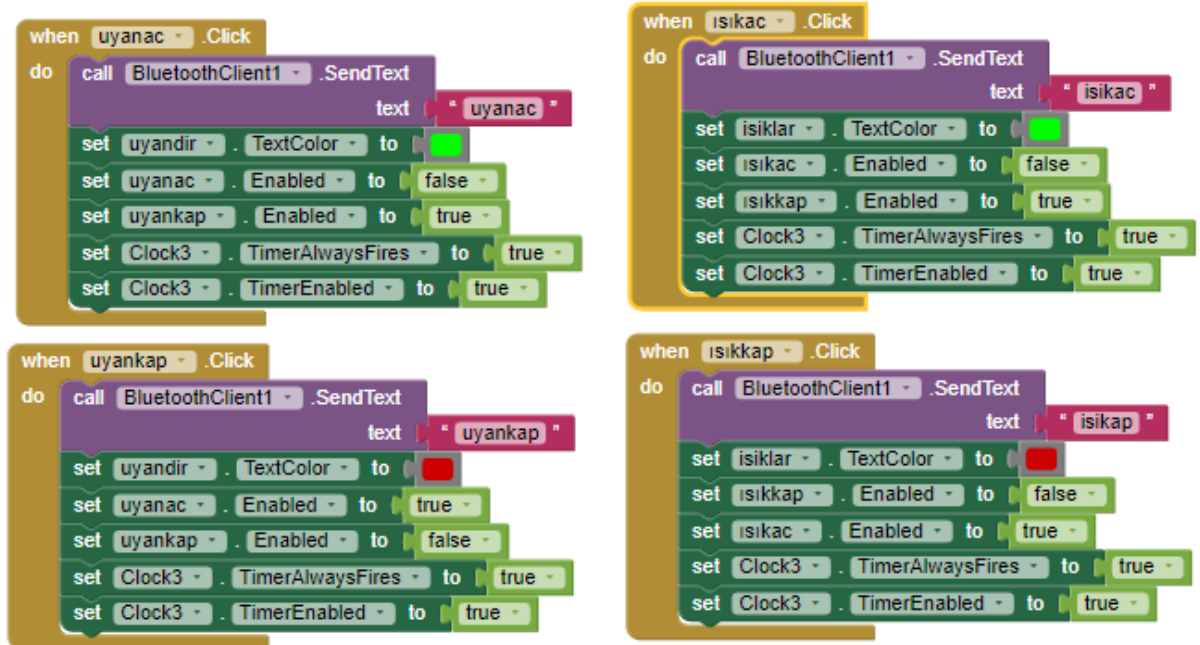 when uyanac .Click
do call BluetoothClient1 .SendText
text " uyanac "
set uyandir . TextColor to
set uyanac . Enabled to false
set uyankap . Enabled to true
set Clock3 . TimerAlwaysFires to true
set Clock3 . TimerEnabled to true
when ısıkac .Click
do call BluetoothClient1 .SendText
text " isikac "
set isiklar . TextColor to
set ısıkac . Enabled to false
set ısıkkap . Enabled to true
set Clock3 . TimerAlwaysFires to true
set Clock3 . TimerEnabled to true
when uyankap .Click
do call BluetoothClient1 .SendText
text " uyankap "
set uyandir . TextColor to
set uyanac . Enabled to true
set uyankap . Enabled to false
set Clock3 . TimerAlwaysFires to true
set Clock3 . TimerEnabled to true
when ısıkkap .Click
do call BluetoothClient1 .SendText
text " isikap "
set isiklar . TextColor to
set ısıkkap . Enabled to false
set ısıkac . Enabled to true
set Clock3 . TimerAlwaysFires to true
set Clock3 . TimerEnabled to true